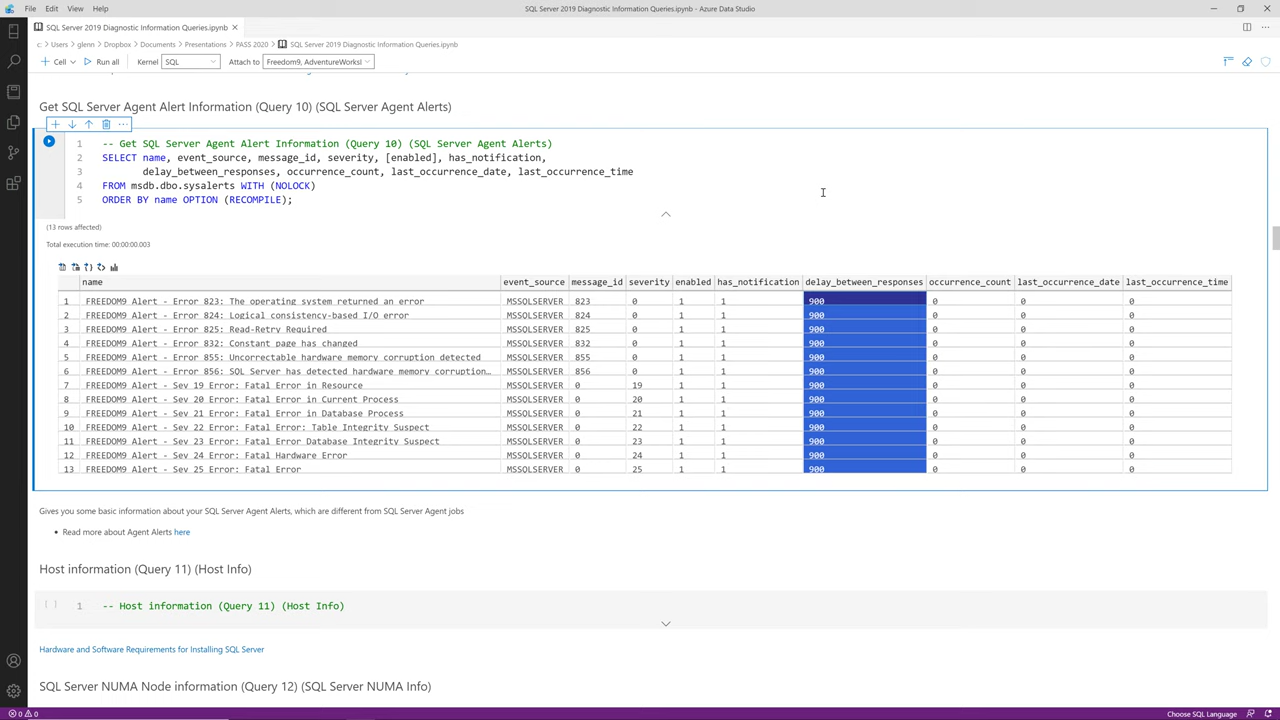 File Edit View Help
SQL Server 2019 Diagnostic Information Queries.ipynb - Azure Data Studio
SQL Server 2019 Diagnostic Information Queries.ipynb
c: > Users > glenn > Dropbox > Documents > Presentations > PASS 2020 > SQL Server 2019 Diagnostic Information Queries.ipynb
+ Cell Run all Kernel SQL Attach to Freedom9, AdventureWorks
Get SQL Server Agent Alert Information (Query 10) (SQL Server Agent Alerts)
1 -- Get SQL Server Agent Alert Information (Query 10) (SQL Server Agent Alerts)
2 SELECT name, event_source, message_id, severity, [enabled], has_notification,
3 delay_between_responses, occurrence_count, last_occurrence_date, last_occurrence_time
4 FROM msdb.dbo.sysalerts WITH (NOLOCK)
5 ORDER BY name OPTION (RECOMPILE);
(13 rows affected)
Total execution time: 00:00:00.003
name event_source message_id severity enabled has_notification delay_between_responses occurrence_count last_occurrence_date last_occurrence_time
1 FREEDOM9 Alert - Error 823: The operating system returned an error MSSQLSERVER 823 0 1 1 900 0 0 0
2 FREEDOM9 Alert - Error 824: Logical consistency-based I/O error MSSQLSERVER 824 0 1 1 900 0 0 0
3 FREEDOM9 Alert - Error 825: Read-Retry Required MSSQLSERVER 825 0 1 1 900 0 0 0
4 FREEDOM9 Alert - Error 832: Constant page has changed MSSQLSERVER 832 0 1 1 900 0 0 0
5 FREEDOM9 Alert - Error 855: Uncorrectable hardware memory corruption detected MSSQLSERVER 855 0 1 1 900 0 0 0
6 FREEDOM9 Alert - Error 856: SQL Server has detected hardware memory corruption… MSSQLSERVER 856 0 1 1 900 0 0 0
7 FREEDOM9 Alert - Sev 19 Error: Fatal Error in Resource MSSQLSERVER 0 19 1 1 900 0 0 0
8 FREEDOM9 Alert - Sev 20 Error: Fatal Error in Current Process MSSQLSERVER 0 20 1 1 900 0 0 0
9 FREEDOM9 Alert - Sev 21 Error: Fatal Error in Database Process MSSQLSERVER 0 21 1 1 900 0 0 0
10 FREEDOM9 Alert - Sev 22 Error: Fatal Error: Table Integrity Suspect MSSQLSERVER 0 22 1 1 900 0 0 0
11 FREEDOM9 Alert - Sev 23 Error: Fatal Error Database Integrity Suspect MSSQLSERVER 0 23 1 1 900 0 0 0
12 FREEDOM9 Alert - Sev 24 Error: Fatal Hardware Error MSSQLSERVER 0 24 1 1 900 0 0 0
13 FREEDOM9 Alert - Sev 25 Error: Fatal Error MSSQLSERVER 0 25 1 1 900 0 0 0
Gives you some basic information about your SQL Server Agent Alerts, which are different from SQL Server Agent jobs
• Read more about Agent Alerts here
Host information (Query 11) (Host Info)
[ ] 1 -- Host information (Query 11) (Host Info)
Hardware and Software Requirements for Installing SQL Server
SQL Server NUMA Node information (Query 12) (SQL Server NUMA Info)
0 0 Choose SQL Language